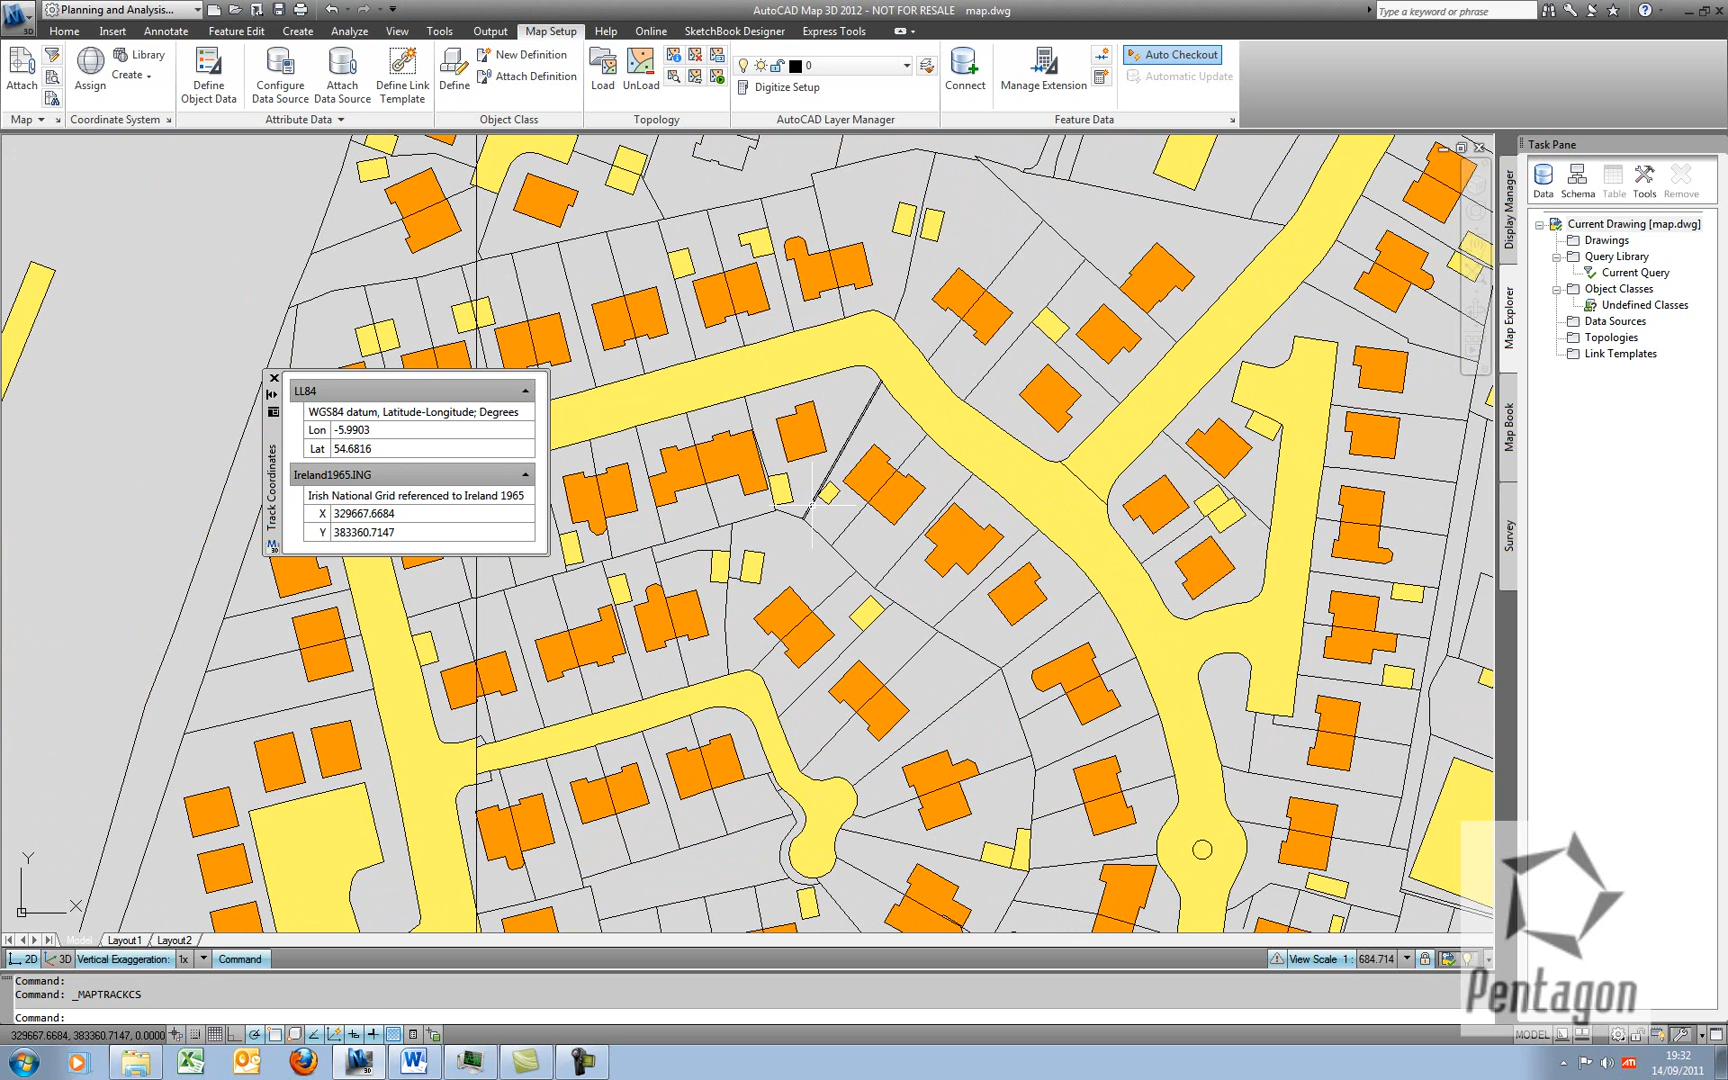 Planning and Analysis...
AutoCAD Map 3D 2012 - NOT FOR RESALE map.dwg
Type a keyword or phrase
Home Insert Annotate Feature Edit Create Analyze View Tools Output Map Setup Help Online SketchBook Designer Express Tools
Attach
Assign
Library
Create
Define
Object Data
Configure
Data Source
Attach
Data Source
Define Link
Template
Define
New Definition
Attach Definition
Load
UnLoad
0
Digitize Setup
Connect
Manage Extension
Auto Checkout
Automatic Update
Map
Coordinate System
Attribute Data
Object Class
Topology
AutoCAD Layer Manager
Feature Data
Task Pane
Data Schema Table Tools Remove
Display Manager
Map Explorer
Map Book
Survey
Current Drawing [map.dwg]
Drawings
Query Library
Current Query
Object Classes
Undefined Classes
Data Sources
Topologies
Link Templates
Track Coordinates
LL84
WGS84 datum, Latitude-Longitude; Degrees
Lon -5.9903
Lat 54.6816
Ireland1965.ING
Irish National Grid referenced to Ireland 1965
X 329667.6684
Y 383360.7147
Y
X
Model Layout1 Layout2
2D 3D Vertical Exaggeration: 1x Command
View Scale 1 : 684.714
Command:
Command: _MAPTRACKCS
Command:
329667.6684, 383360.7147, 0.0000
MODEL
Pentagon
19:32
14/09/2011